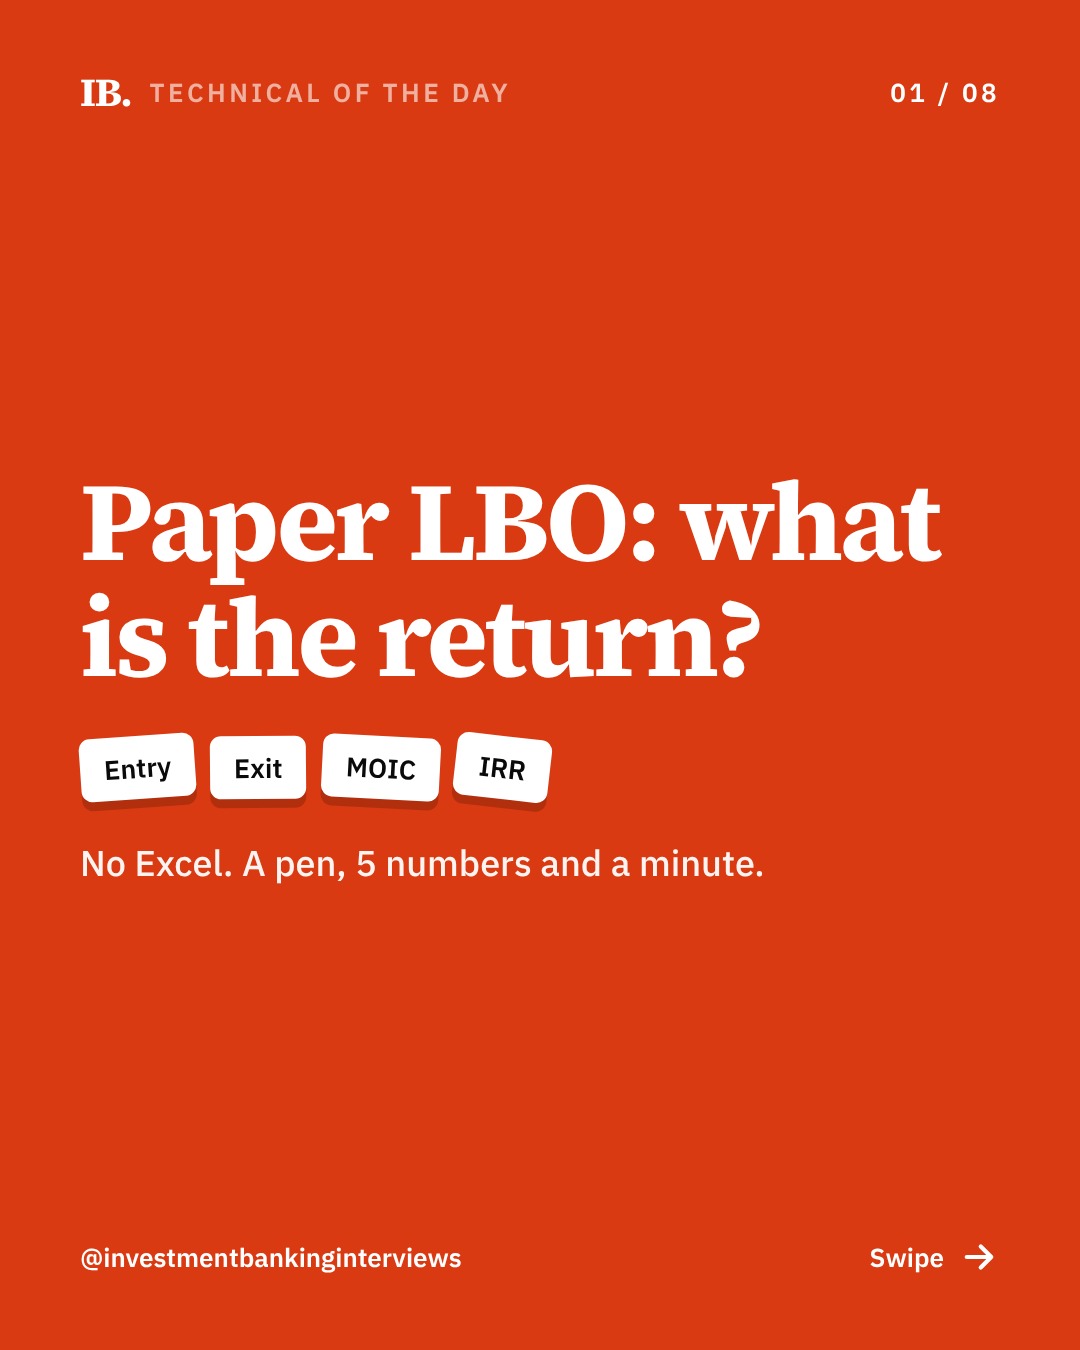 IB. TECHNICAL OF THE DAY
01 / 08
Paper LBO: what
is the return?
Entry Exit MOIC IRR
No Excel. A pen, 5 numbers and a minute.
@investmentbankinginterviews
Swipe →